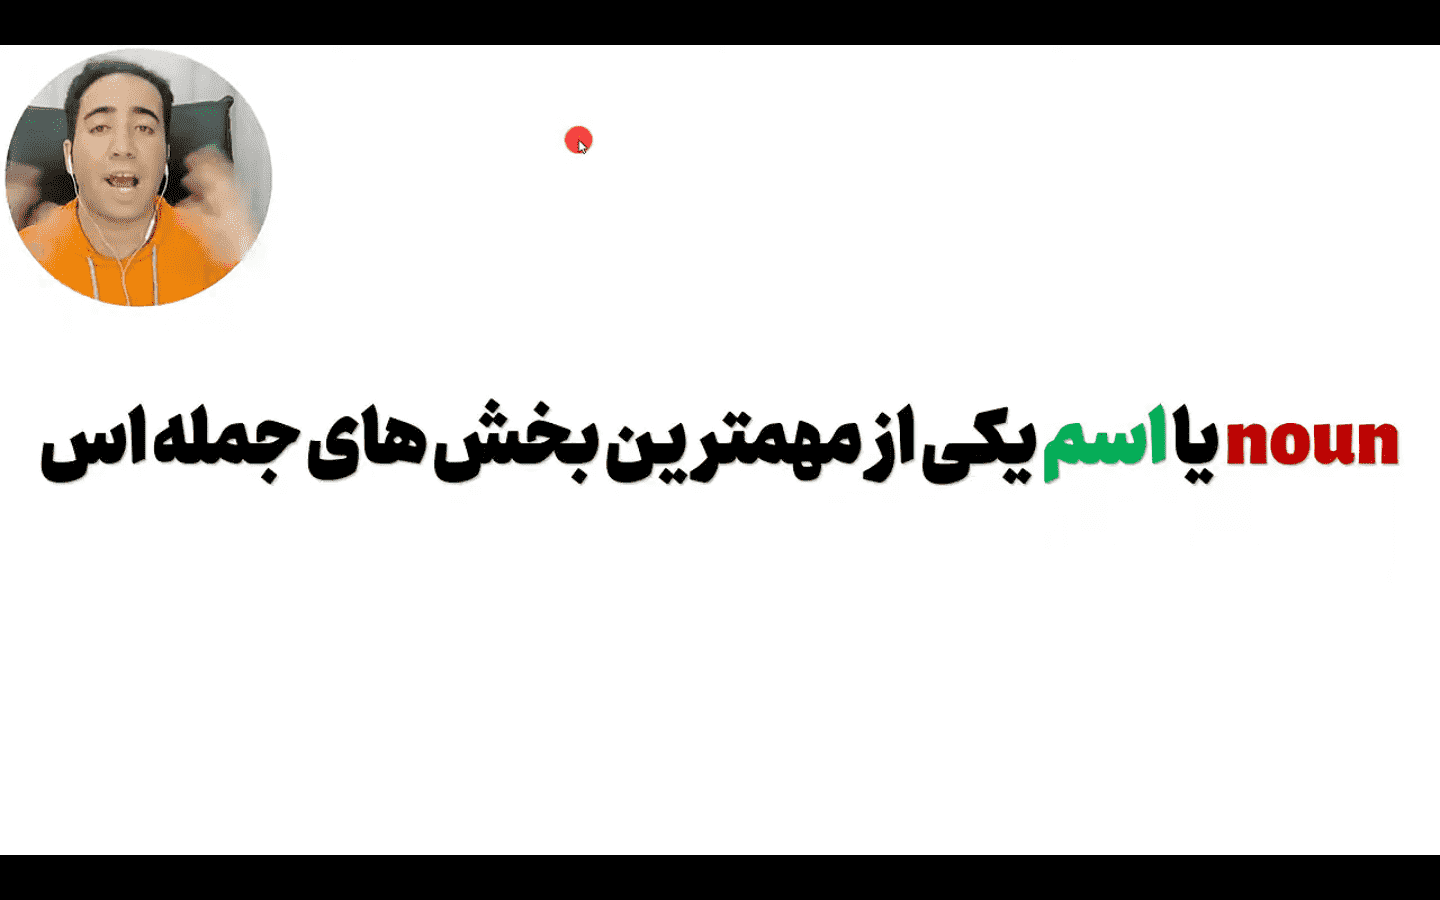 noun یا اسم یکی از مهمترین بخش های جمله اس